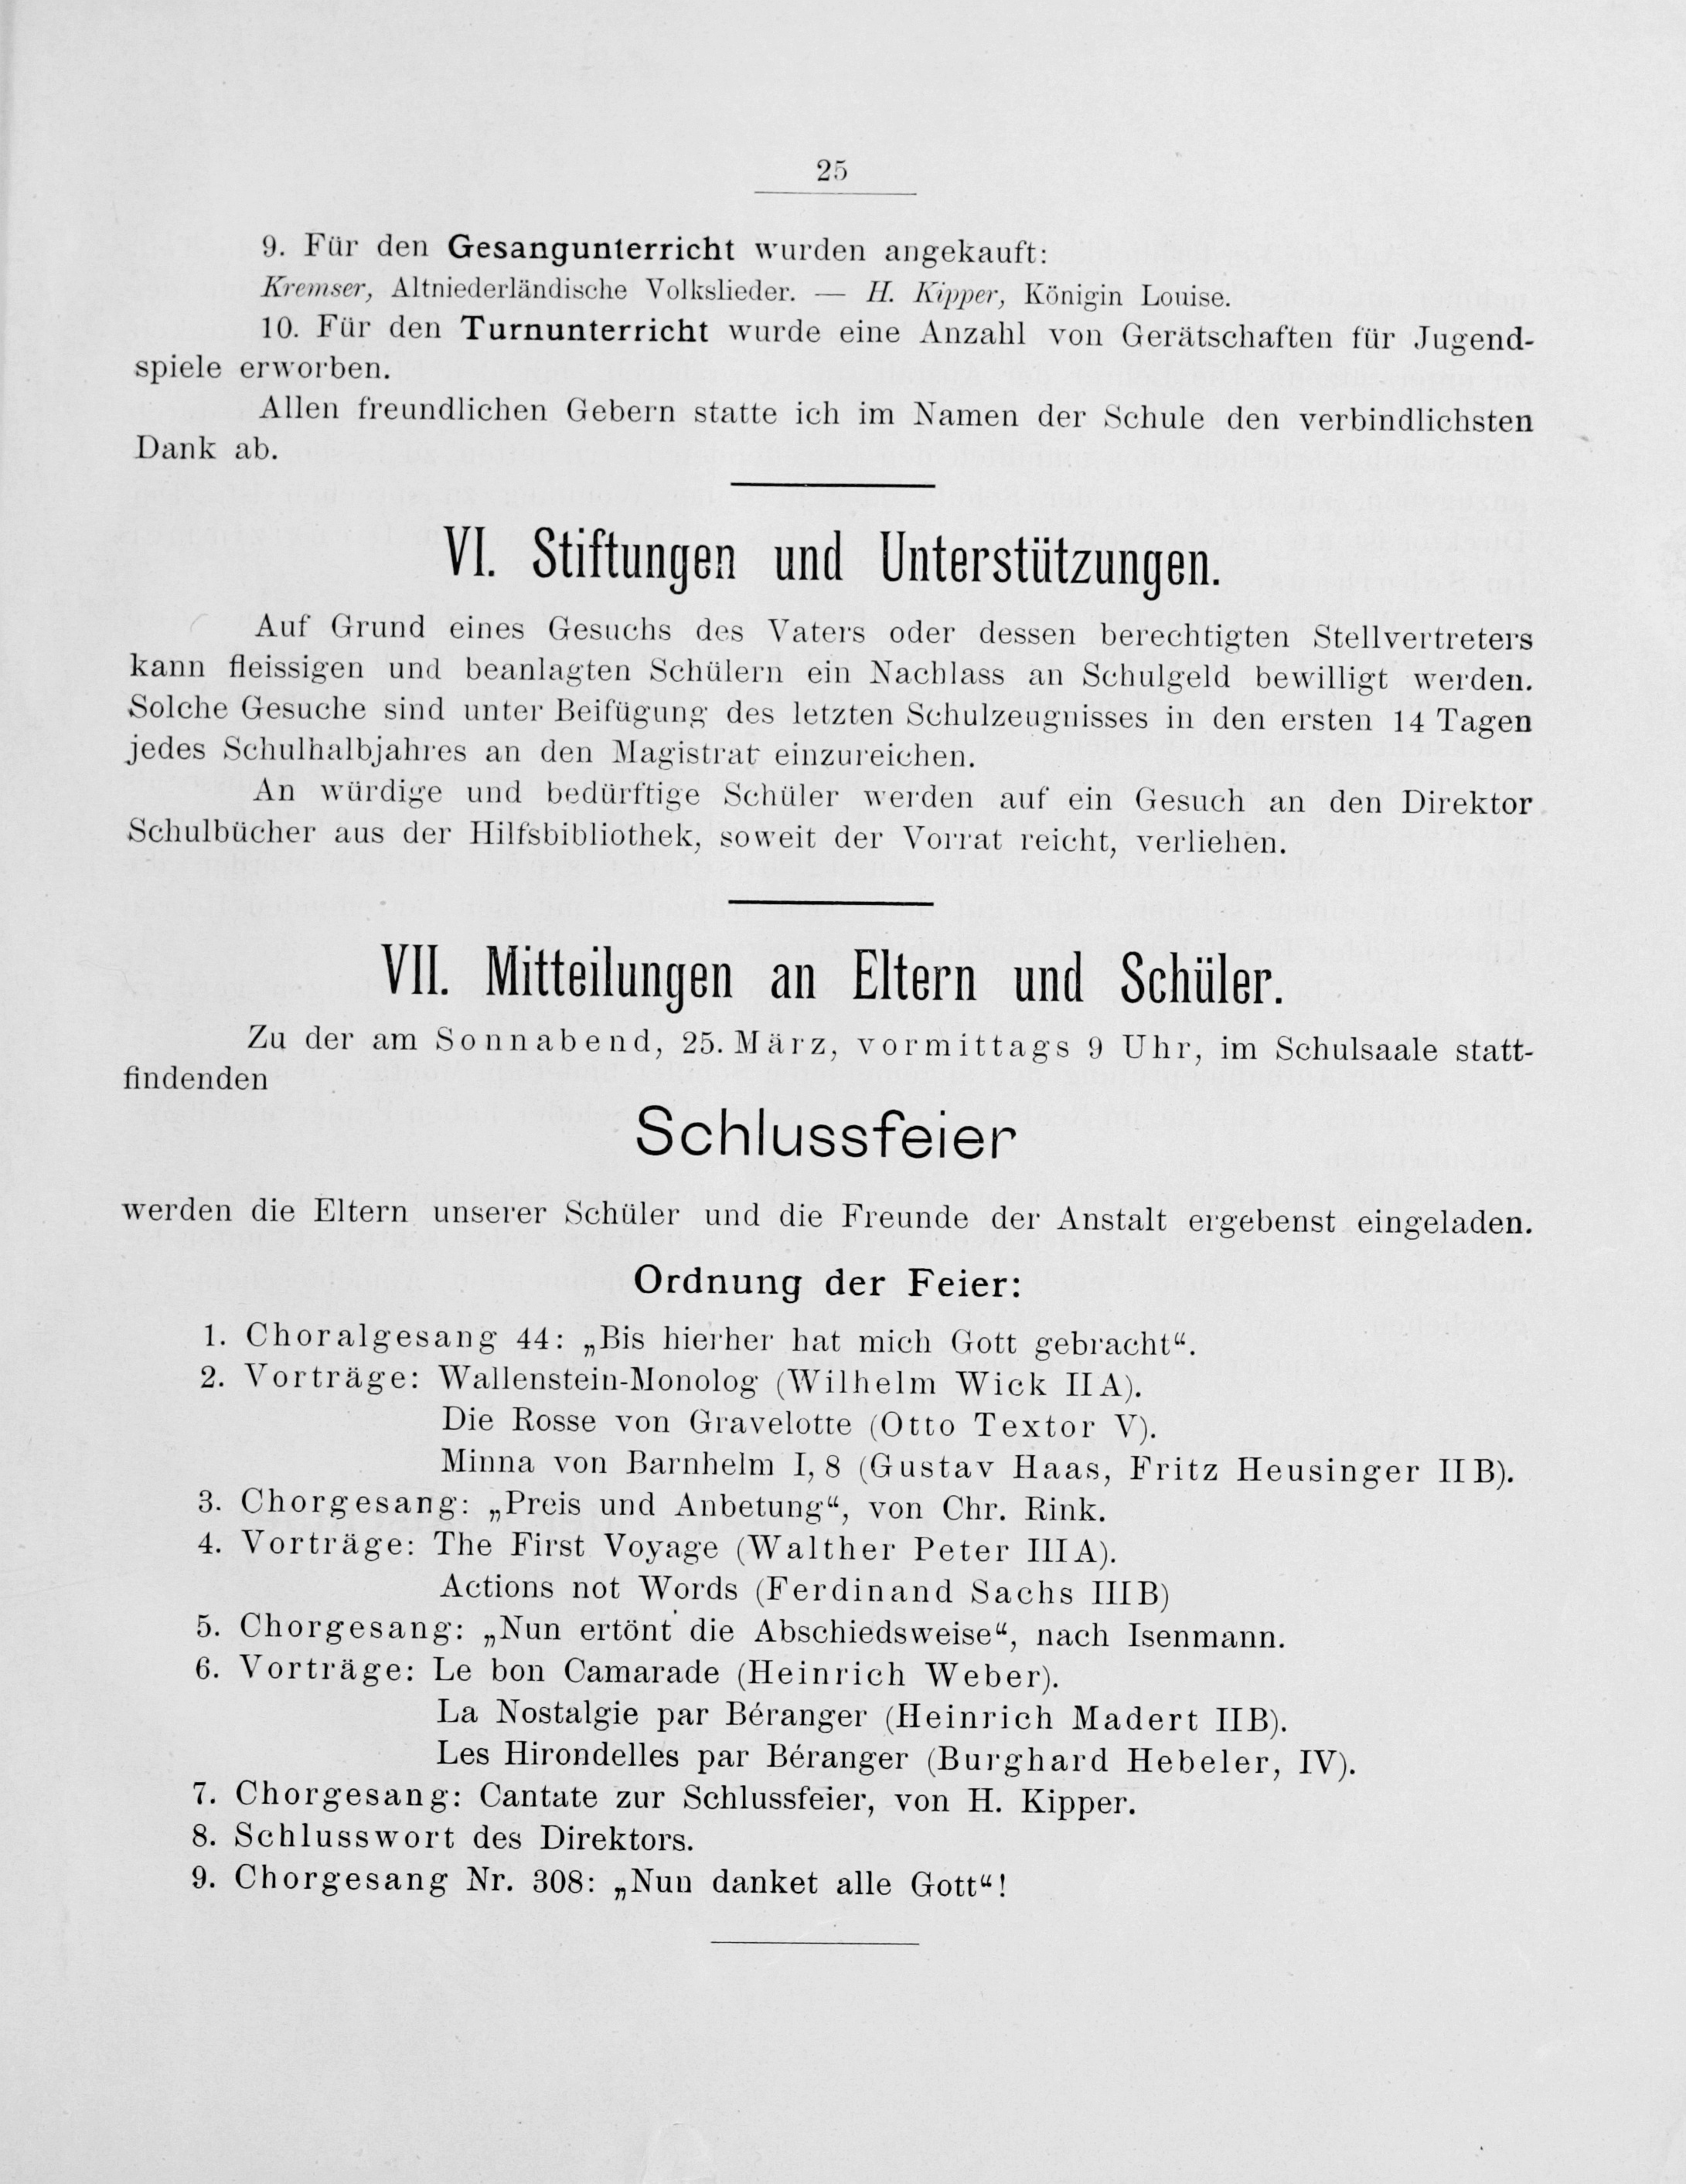 25
9. Für den Gesangunterricht wurden angekauft:
Kremser, Altniederländische Volkslieder. — H. Kipper, Königin Louise.
10. Für den Turnunterricht wurde eine Anzahl von Gerätschaften für Jugend-
spiele erworben.
Allen freundlichen Gebern statte ich im Namen der Schule den verbindlichsten
Dank ab.
VI. Stiftungen und Unterstützungen.
Auf Grund eines Gesuchs des Vaters oder dessen berechtigten Stellvertreters
kann fleissigen und beanlagten Schülern ein Nachlass an Schulgeld bewilligt werden.
Solche Gesuche sind unter Beifügung des letzten Schulzeugnisses in den ersten 14 Tagen
jedes Schulhalbjahres an den Magistrat einzureichen.
An würdige und bedürftige Schüler werden auf ein Gesuch an den Direktor
Schulbücher aus der Hilfsbibliothek, soweit der Vorrat reicht, verliehen.
VII. Mitteilungen an Eltern und Schüler.
Zu der am Sonnabend, 25. März, vormittags 9 Uhr, im Schulsaale statt-
findenden
Schlussfeier
werden die Eltern unserer Schüler und die Freunde der Anstalt ergebenst eingeladen.
Ordnung der Feier:
1. Choralgesang 44: „Bis hierher hat mich Gott gebracht“.
2. Vorträge: Wallenstein-Monolog (Wilhelm Wick II A).
Die Rosse von Gravelotte (Otto Textor V).
Minna von Barnhelm I, 8 (Gustav Haas, Fritz Heusinger II B).
3. Chorgesang: „Preis und Anbetung“, von Chr. Rink.
4. Vorträge: The First Voyage (Walther Peter III A).
Actions not Words (Ferdinand Sachs III B)
5. Chorgesang: „Nun ertönt die Abschiedsweise“, nach Isenmann.
6. Vorträge: Le bon Camarade (Heinrich Weber).
La Nostalgie par Béranger (Heinrich Madert II B).
Les Hirondelles par Béranger (Burghard Hebeler, IV).
7. Chorgesang: Cantate zur Schlussfeier, von H. Kipper.
8. Schlusswort des Direktors.
9. Chorgesang Nr. 308: „Nun danket alle Gott“!